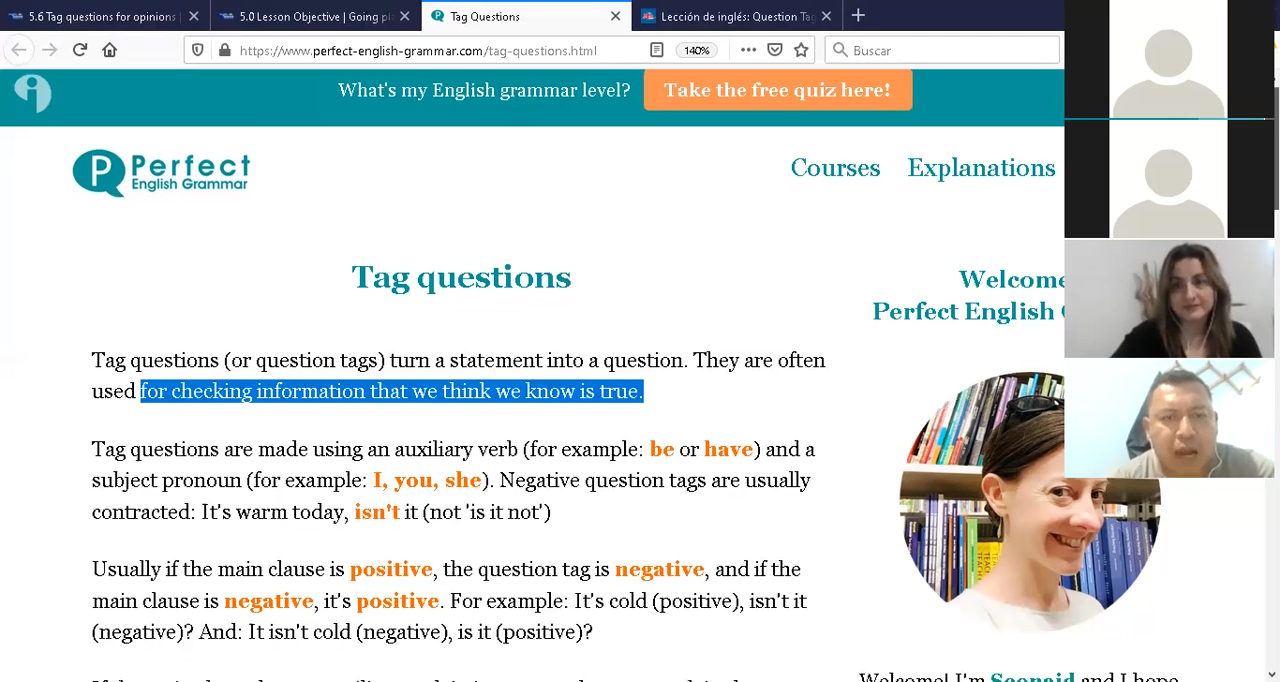 5.6 Tag questions for opinions |
5.0 Lesson Objective | Going pl
Tag Questions
Lección de inglés: Question Tag
https://www.perfect-english-grammar.com/tag-questions.html
140%
Buscar
What's my English grammar level?
Take the free quiz here!
Perfect
English Grammar
Courses
Explanations
Tag questions
Welcome
Perfect English
Tag questions (or question tags) turn a statement into a question. They are often
used for checking information that we think we know is true.
Tag questions are made using an auxiliary verb (for example: be or have) and a
subject pronoun (for example: I, you, she). Negative question tags are usually
contracted: It's warm today, isn't it (not 'is it not')
Usually if the main clause is positive, the question tag is negative, and if the
main clause is negative, it's positive. For example: It's cold (positive), isn't it
(negative)? And: It isn't cold (negative), is it (positive)?
Welcome! I'm Seonaid and I hope